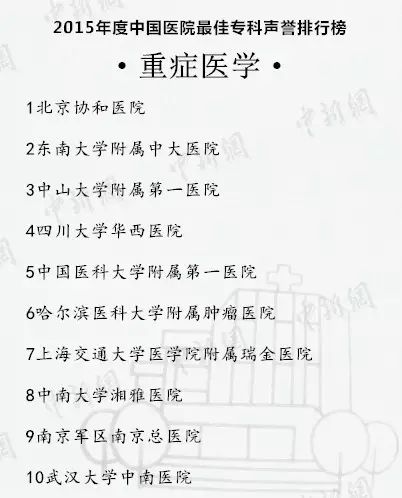 2015年度中国医院最佳专科声誉排行榜
·重症医学·
1北京协和医院
2东南大学附属中大医院
3中山大学附属第一医院
4四川大学华西医院
5中国医科大学附属第一医院
6哈尔滨医科大学附属肿瘤医院
7上海交通大学医学院附属瑞金医院
8中南大学湘雅医院
9南京军区南京总医院
10武汉大学中南医院
中新網
中新網
中新網
中新網